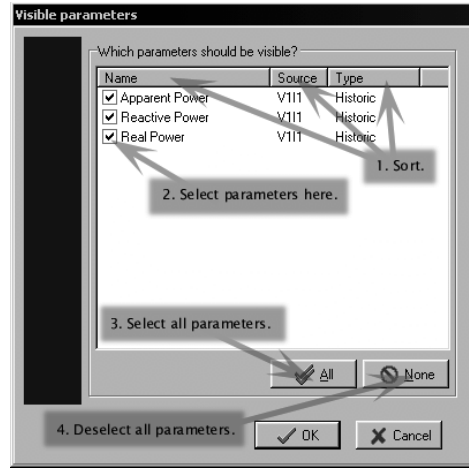 Visible parameters
Which parameters should be visible?
Name Source Type
Apparent Power V1I1 Historic
Reactive Power V1I1 Historic
Real Power V1I1 Historic
1. Sort.
2. Select parameters here.
3. Select all parameters.
All None
4. Deselect all parameters.
OK Cancel